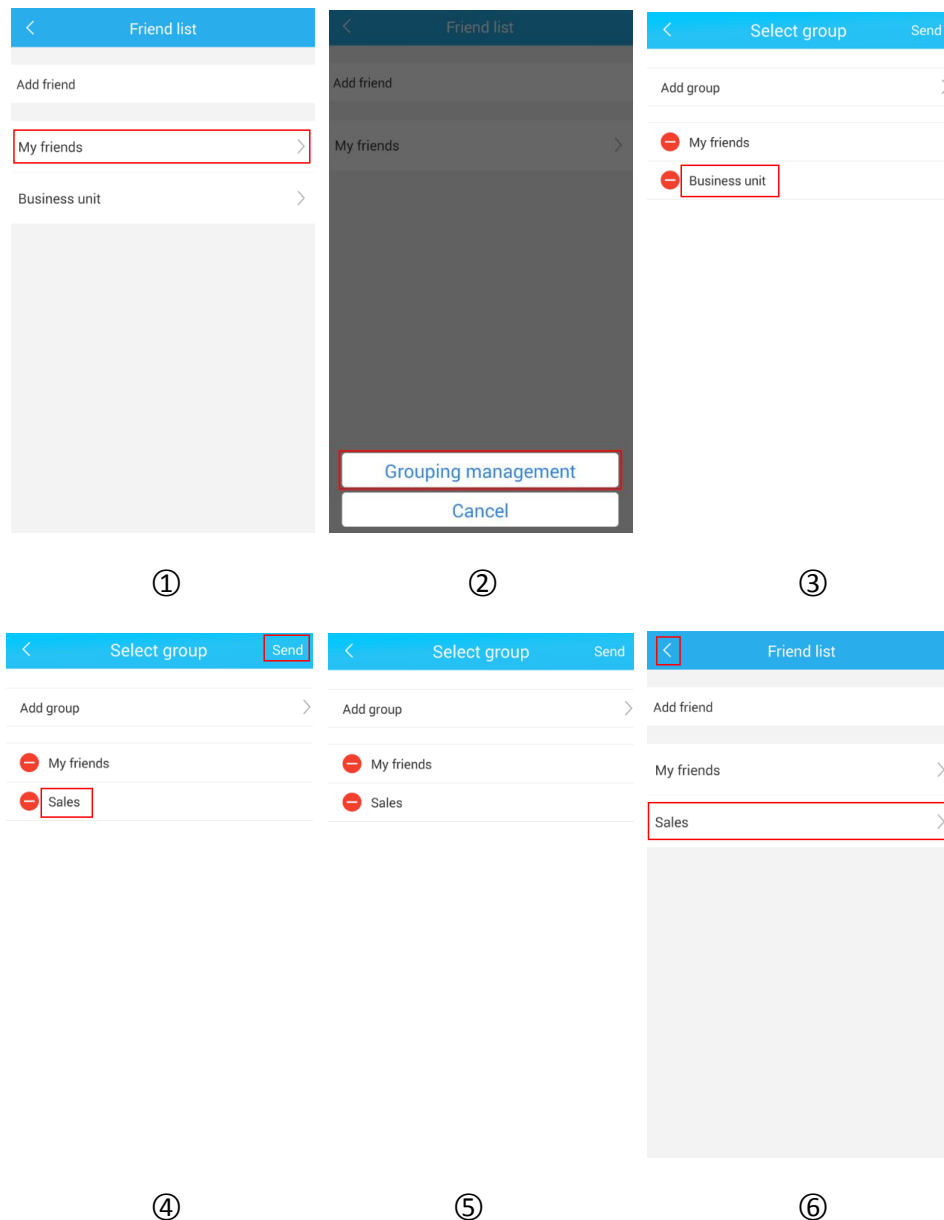 Friend list
Add friend
My friends
Business unit
①
Friend list
Add friend
My friends
Grouping management
Cancel
②
Select group Send
Add group
My friends
Business unit
③
Select group Send
Add group
My friends
Sales
④
Select group Send
Add group
My friends
Sales
⑤
Friend list
Add friend
My friends
Sales
⑥